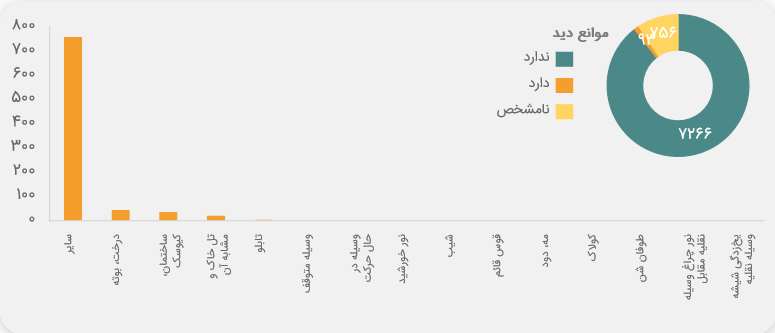 موانع دید
ندارد
دارد
نامشخص
۷۵۶
۹۳
۷۲۶۶
۸۰۰
۷۰۰
۶۰۰
۵۰۰
۴۰۰
۳۰۰
۲۰۰
۱۰۰
۰
سایر
درخت، بوته
ساختمان،
کیوسک
تل خاک و
مشابه آن
تابلو
وسیله متوقف
وسیله در
حال حرکت
نور خورشید
شیب
قوس قائم
مه، دود
کولاک
طوفان شن
نور چراغ وسیله
نقلیه مقابل
یخ‌زدگی شیشه
وسیله نقلیه